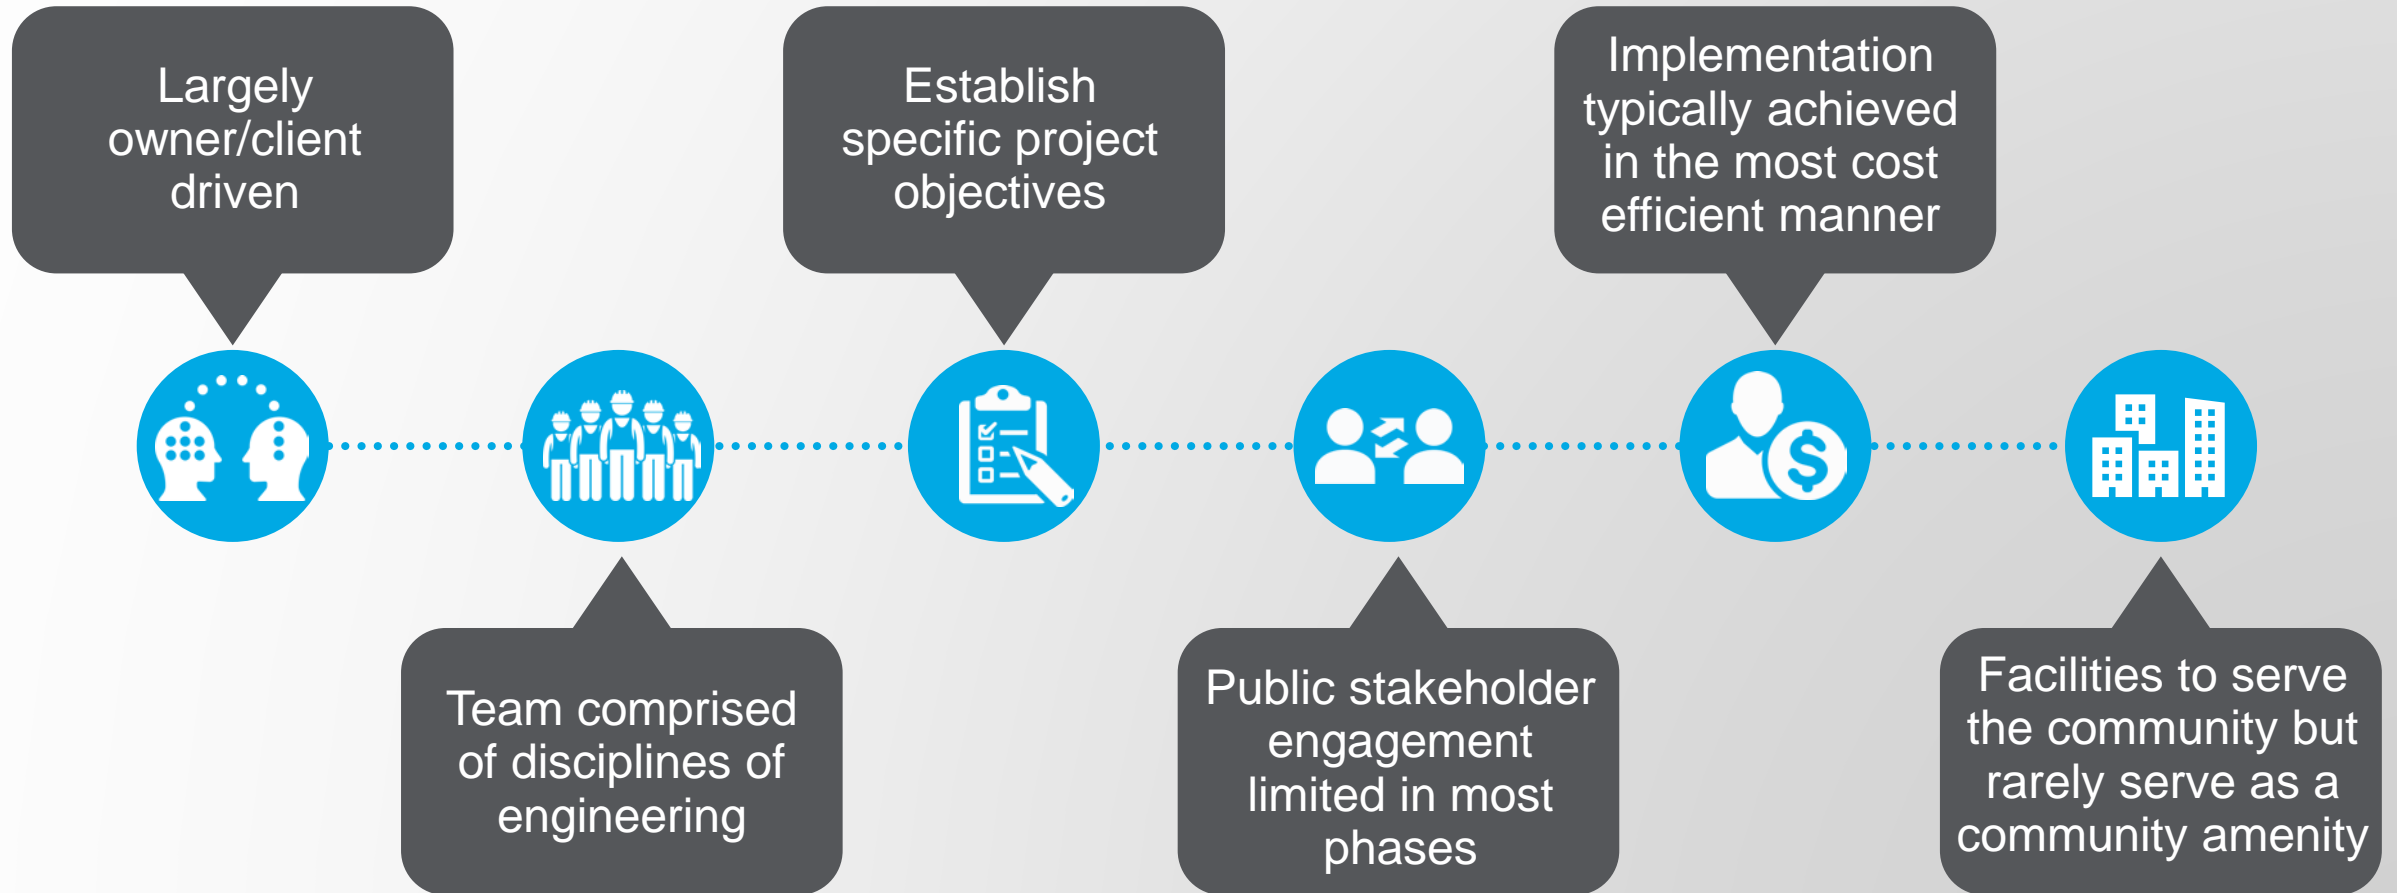 Largely
owner/client
driven
Team comprised
of disciplines of
engineering
Establish
specific project
objectives
Public stakeholder
engagement
limited in most
phases
Implementation
typically achieved
in the most cost
efficient manner
Facilities to serve
the community but
rarely serve as a
community amenity